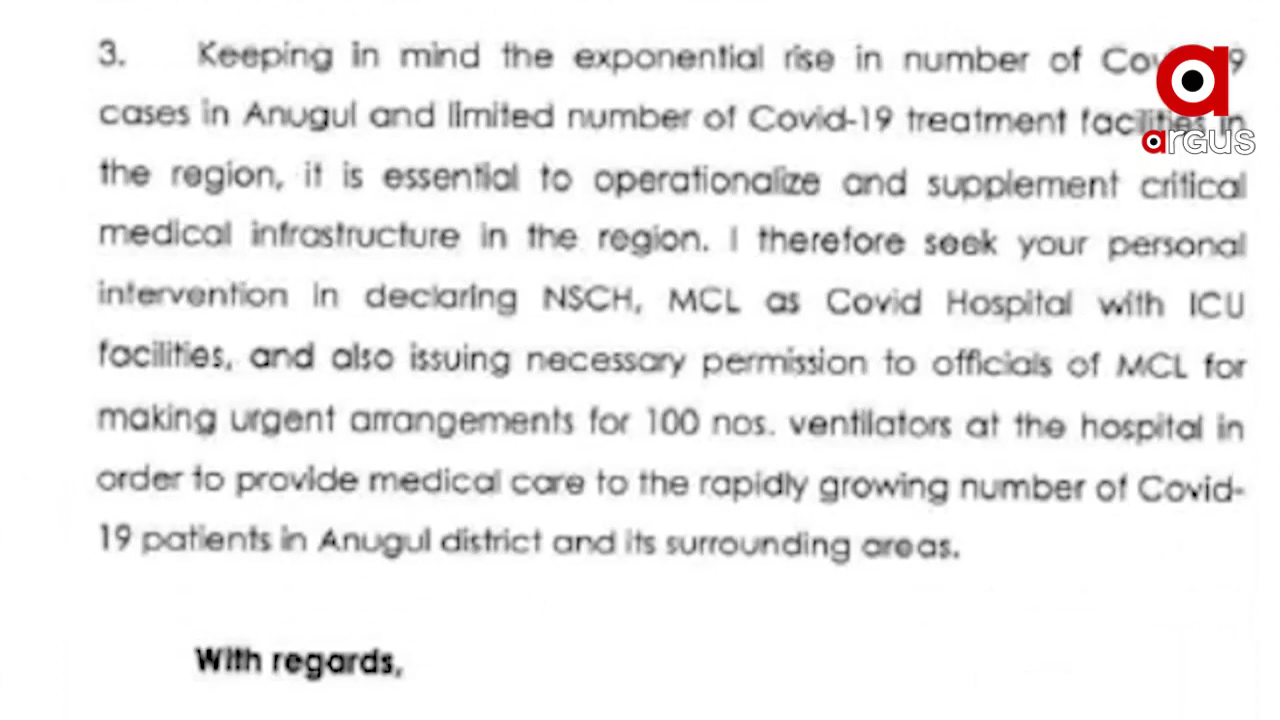 3. Keeping in mind the exponential rise in number of Cov 9
cases in Anugul and limited number of Covid-19 treatment facilities in
the region, it is essential to operationalize and supplement critical
medical infrastructure in the region. I therefore seek your personal
intervention in declaring NSCH, MCL as Covid Hospital with ICU
facilities, and also issuing necessary permission to officials of MCL for
making urgent arrangements for 100 nos. ventilators at the hospital in
order to provide medical care to the rapidly growing number of Covid-
19 patients in Anugul district and its surrounding areas.
With regards,
argus